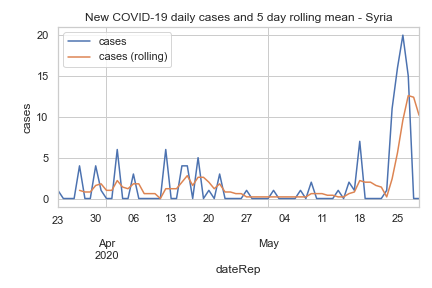 New COVID-19 daily cases and 5 day rolling mean - Syria
cases
cases (rolling)
20
15
10
5
0
cases
23 30 06 13 20 27 04 11 18 25
Apr May
2020
dateRep